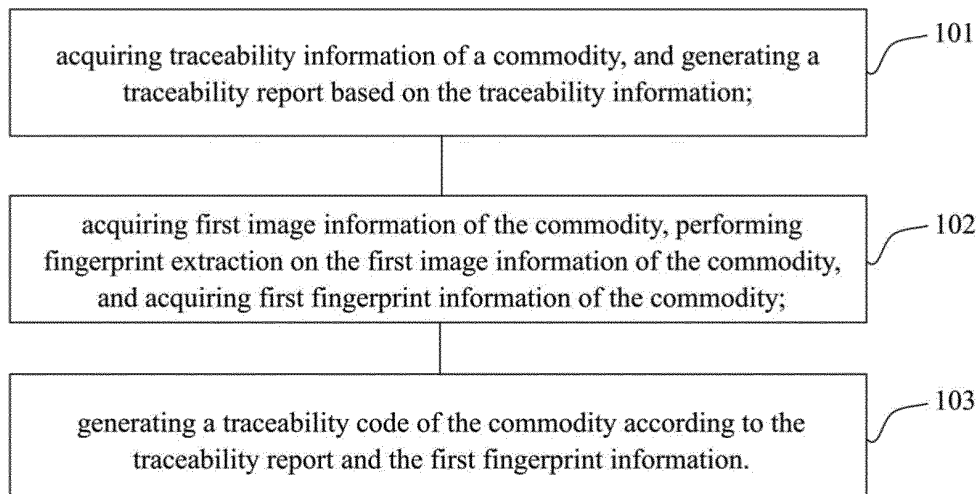 acquiring traceability information of a commodity, and generating a
traceability report based on the traceability information;
101
acquiring first image information of the commodity, performing
fingerprint extraction on the first image information of the commodity,
and acquiring first fingerprint information of the commodity;
102
generating a traceability code of the commodity according to the
traceability report and the first fingerprint information.
103